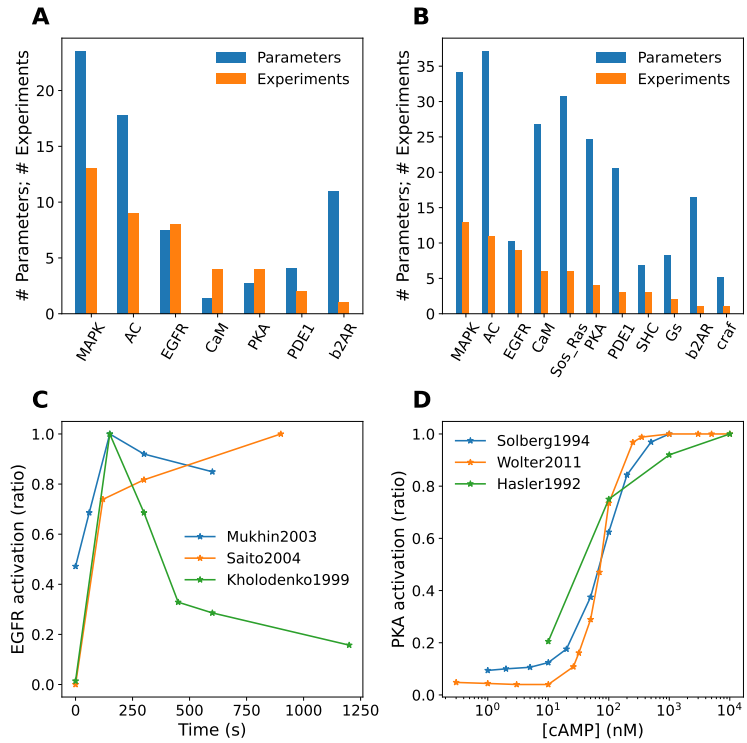 A
# Parameters; # Experiments
Parameters
Experiments
20
15
10
5
0
MAPK
AC
EGFR
CaM
PKA
PDE1
b2AR
B
# Parameters; # Experiments
Parameters
Experiments
35
30
25
20
15
10
5
0
MAPK
AC
EGFR
CaM
Sos_Ras
PKA
PDE1
SHC
Gs
b2AR
craf
C
EGFR activation (ratio)
1.0
0.8
0.6
0.4
0.2
0.0
Mukhin2003
Saito2004
Kholodenko1999
0 250 500 750 1000 1250
Time (s)
D
PKA activation (ratio)
1.0
0.8
0.6
0.4
0.2
0.0
Solberg1994
Wolter2011
Hasler1992
10⁰ 10¹ 10² 10³ 10⁴
[cAMP] (nM)